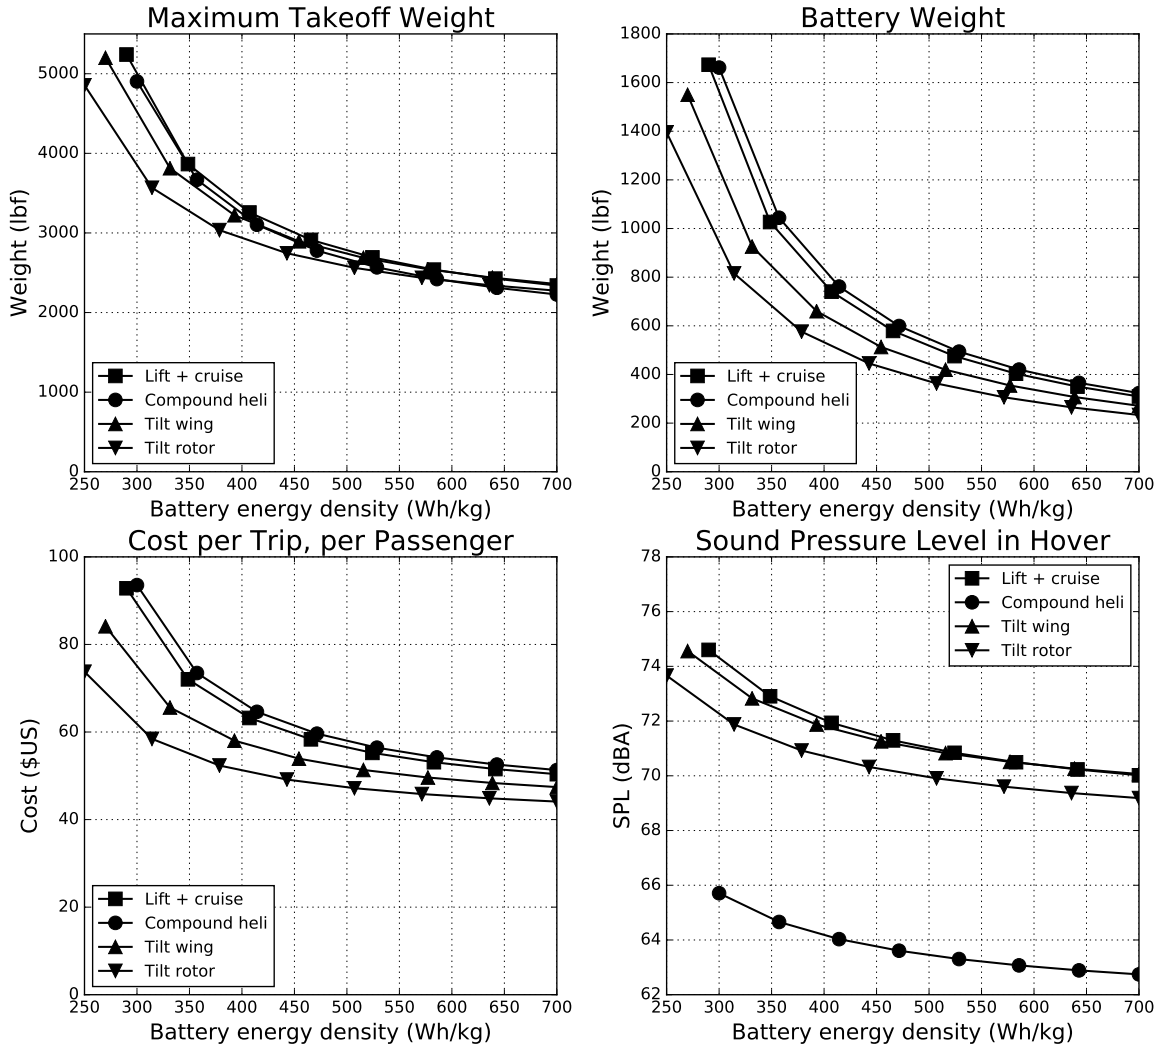 Maximum Takeoff Weight
5000
4000
3000
2000
1000
0
Weight (lbf)
Lift + cruise
Compound heli
Tilt wing
Tilt rotor
250 300 350 400 450 500 550 600 650 700
Battery energy density (Wh/kg)
Battery Weight
1800
1600
1400
1200
1000
800
600
400
200
0
Weight (lbf)
Lift + cruise
Compound heli
Tilt wing
Tilt rotor
250 300 350 400 450 500 550 600 650 700
Battery energy density (Wh/kg)
Cost per Trip, per Passenger
100
80
60
40
20
0
Cost ($US)
Lift + cruise
Compound heli
Tilt wing
Tilt rotor
250 300 350 400 450 500 550 600 650 700
Battery energy density (Wh/kg)
Sound Pressure Level in Hover
78
76
74
72
70
68
66
64
62
SPL (dBA)
Lift + cruise
Compound heli
Tilt wing
Tilt rotor
250 300 350 400 450 500 550 600 650 700
Battery energy density (Wh/kg)